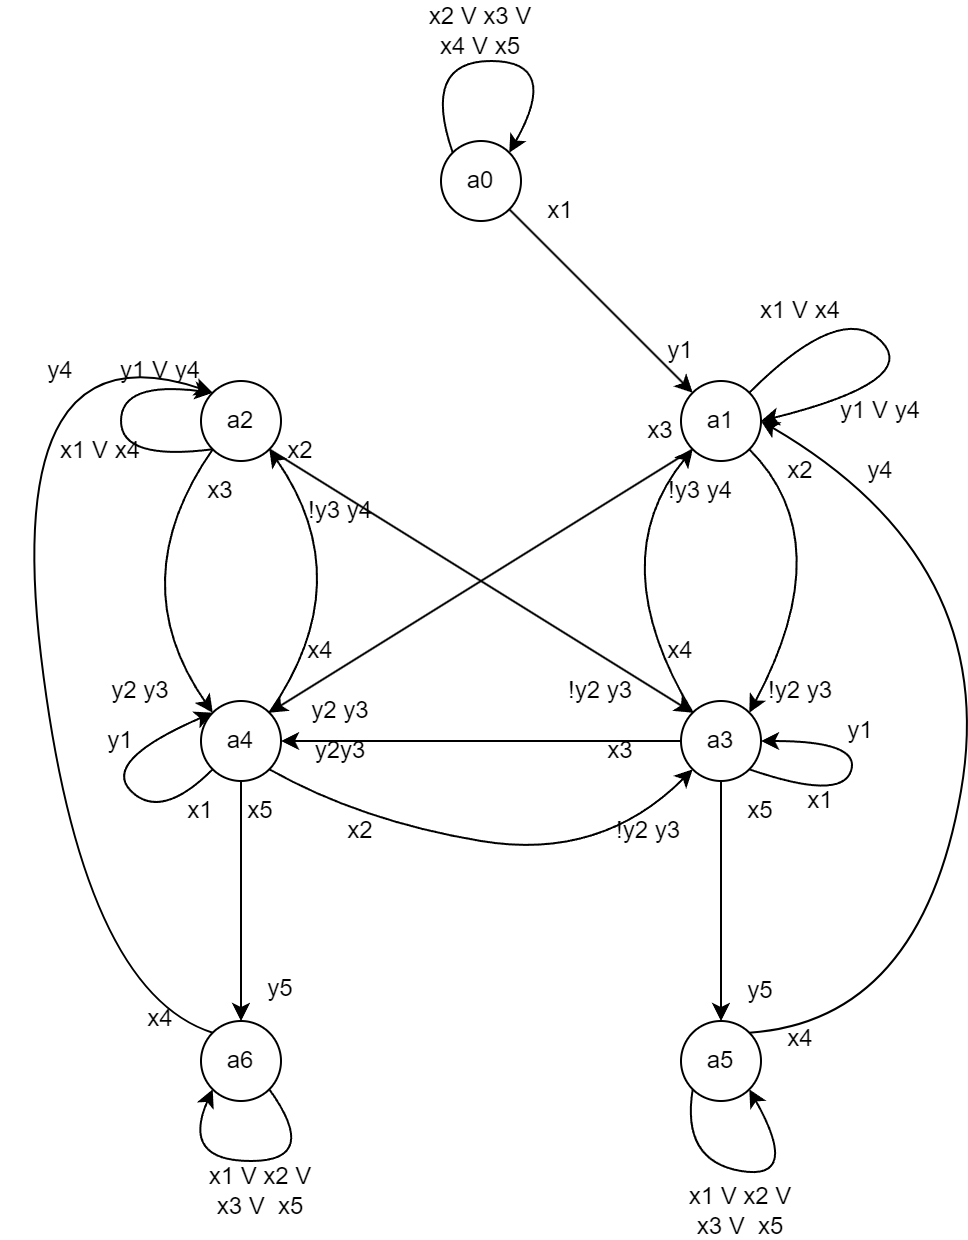 x2 V x3 V
x4 V x5
a0
x1
x1 V x4
y1
y4
y1 V y4
a2
a1
y1 V y4
x3
x1 V x4
x2
x2
y4
x3
!y3 y4
!y3 y4
x4
x4
y2 y3
!y2 y3
!y2 y3
y2 y3
y1
a4
y2y3
x3
a3
y1
x1
x5
x2
!y2 y3
x5
x1
y5
y5
x4
x4
a6
a5
x1 V x2 V
x3 V  x5
x1 V x2 V
x3 V  x5